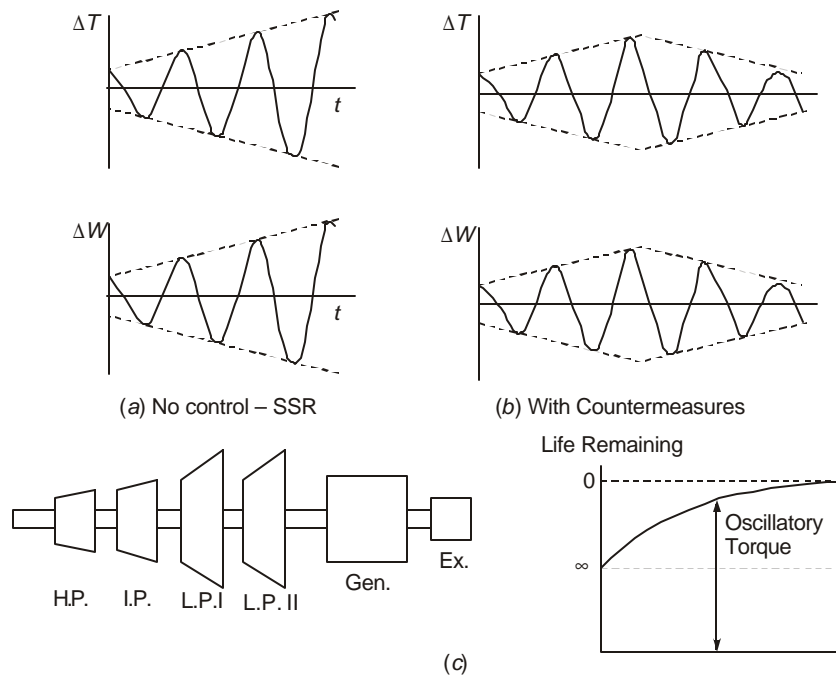 ΔT
t
ΔT
ΔW
t
ΔW
(a) No control – SSR
(b) With Countermeasures
H.P.
I.P.
L.P.I
L.P. II
Gen.
Ex.
Life Remaining
0
∞
Oscillatory
Torque
(c)